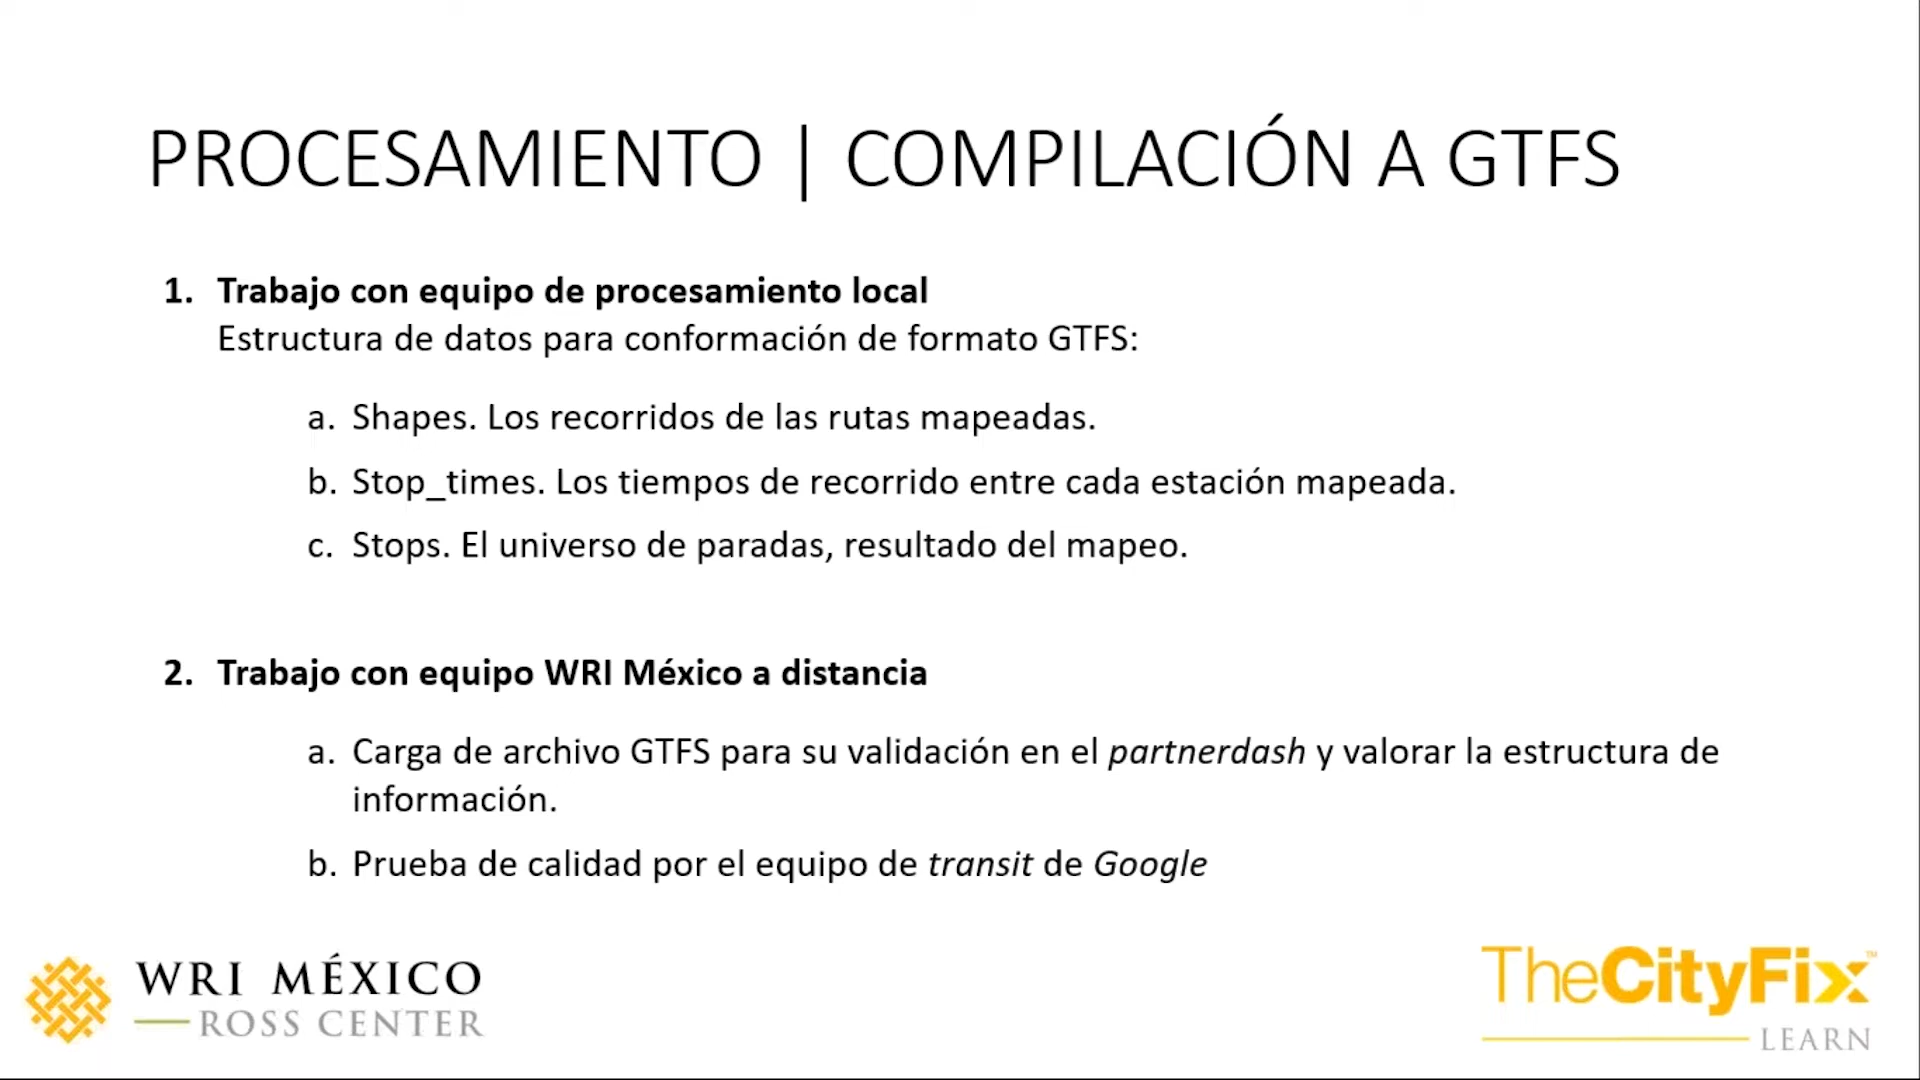 PROCESAMIENTO | COMPILACIÓN A GTFS
1. Trabajo con equipo de procesamiento local
Estructura de datos para conformación de formato GTFS:
a. Shapes. Los recorridos de las rutas mapeadas.
b. Stop_times. Los tiempos de recorrido entre cada estación mapeada.
c. Stops. El universo de paradas, resultado del mapeo.
2. Trabajo con equipo WRI México a distancia
a. Carga de archivo GTFS para su validación en el partnerdash y valorar la estructura de
información.
b. Prueba de calidad por el equipo de transit de Google
WRI MÉXICO
ROSS CENTER
TheCityFix™
LEARN